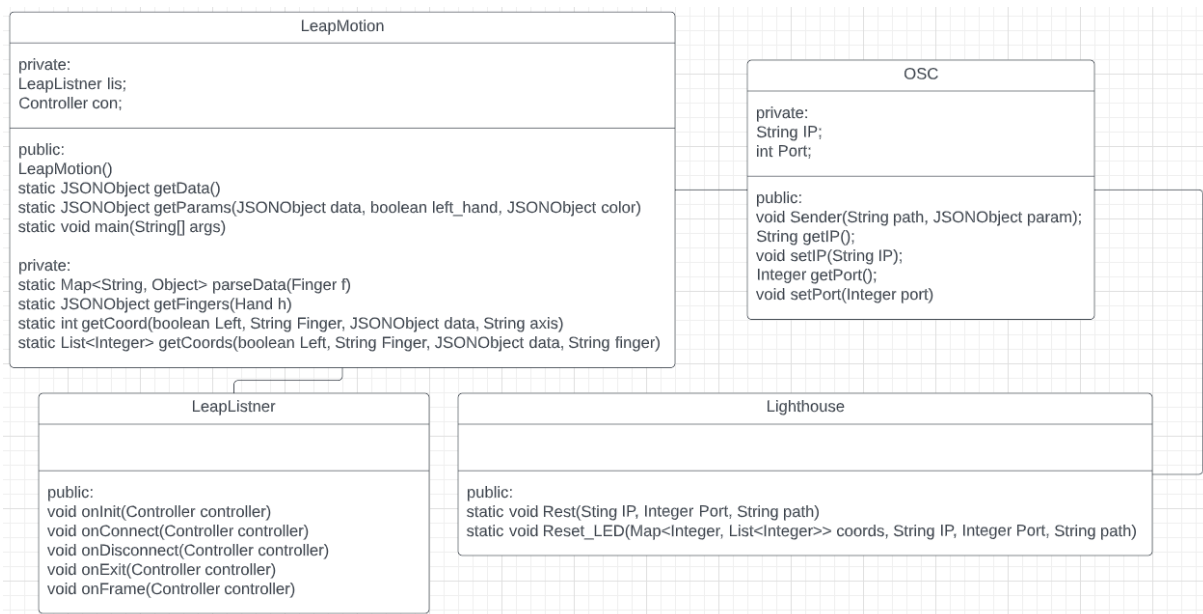 LeapMotion
private:
LeapListner lis;
Controller con;
public:
LeapMotion()
static JSONObject getData()
static JSONObject getParams(JSONObject data, boolean left_hand, JSONObject color)
static void main(String[] args)
private:
static Map<String, Object> parseData(Finger f)
static JSONObject getFingers(Hand h)
static int getCoord(boolean Left, String Finger, JSONObject data, String axis)
static List<Integer> getCoords(boolean Left, String Finger, JSONObject data, String finger)
OSC
private:
String IP;
int Port;
public:
void Sender(String path, JSONObject param);
String getIP();
void setIP(String IP);
Integer getPort();
void setPort(Integer port)
LeapListner
public:
void onInit(Controller controller)
void onConnect(Controller controller)
void onDisconnect(Controller controller)
void onExit(Controller controller)
void onFrame(Controller controller)
Lighthouse
public:
static void Rest(Sting IP, Integer Port, String path)
static void Reset_LED(Map<Integer, List<Integer>> coords, String IP, Integer Port, String path)